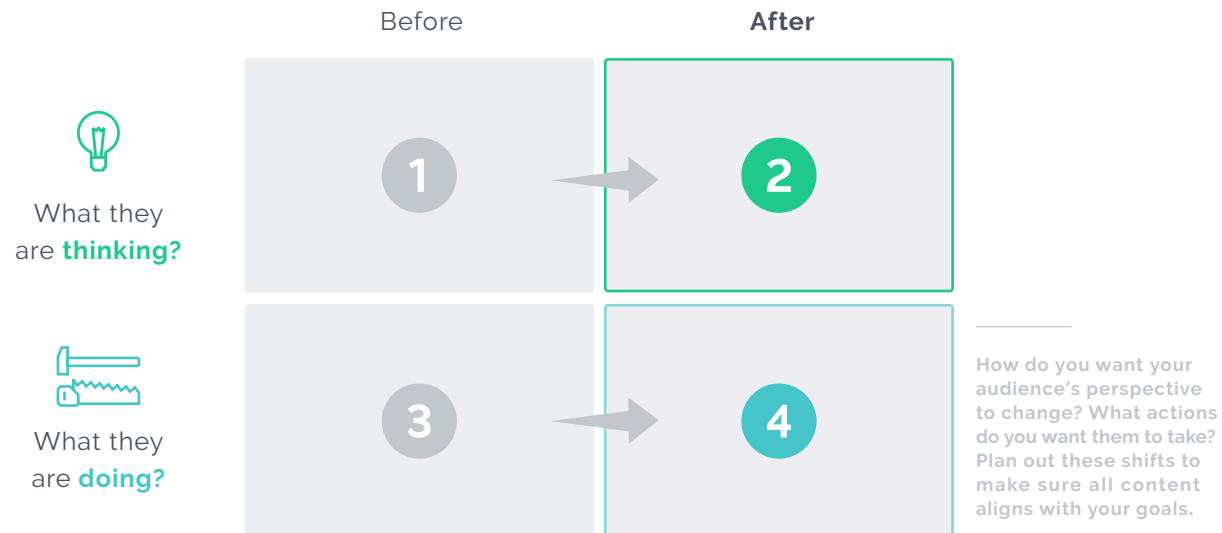 Before
After
1
2
What they
are thinking?
3
4
What they
are doing?
How do you want your
audience's perspective
to change? What actions
do you want them to take?
Plan out these shifts to
make sure all content
aligns with your goals.